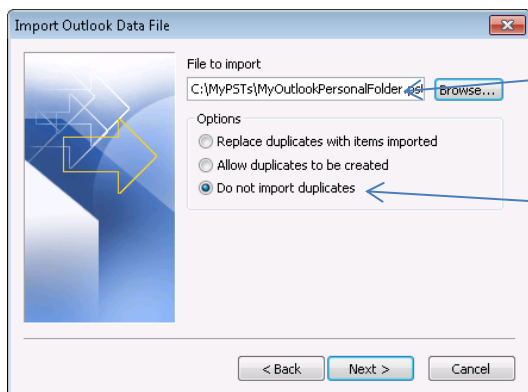 Import Outlook Data File
File to import
C:\MyPSTs\MyOutlookPersonalFolder.pst
Browse...
Options
Replace duplicates with items imported
Allow duplicates to be created
Do not import duplicates
< Back
Next >
Cancel